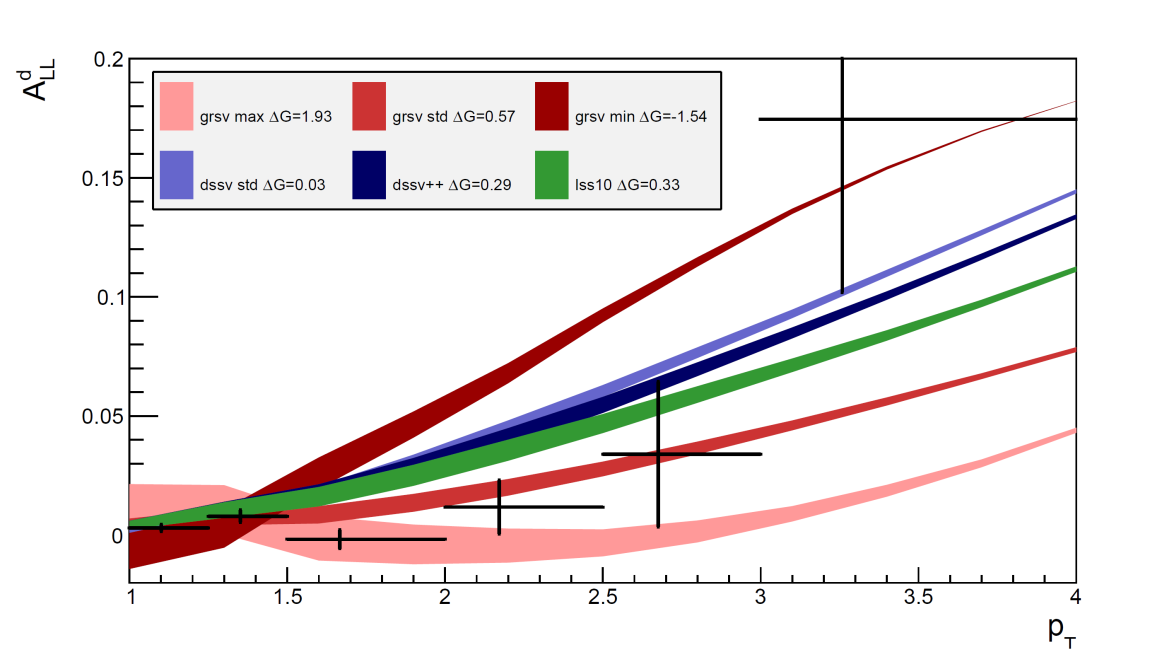 A^d_LL
0.2
0.15
0.1
0.05
0
grsv max ΔG=1.93 grsv std ΔG=0.57 grsv min ΔG=-1.54
dssv std ΔG=0.03 dssv++ ΔG=0.29 lss10 ΔG=0.33
1 1.5 2 2.5 3 3.5 4
p_T